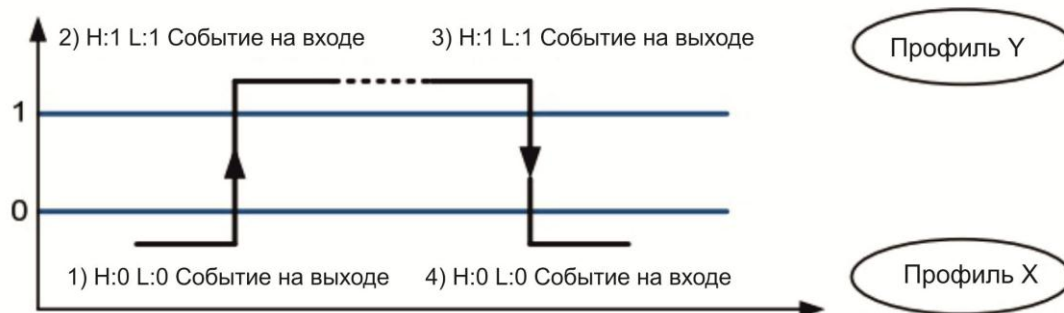 2) H:1 L:1 Событие на входе
3) H:1 L:1 Событие на выходе
Профиль Y
1
0
1) H:0 L:0 Событие на выходе
4) H:0 L:0 Событие на входе
Профиль X